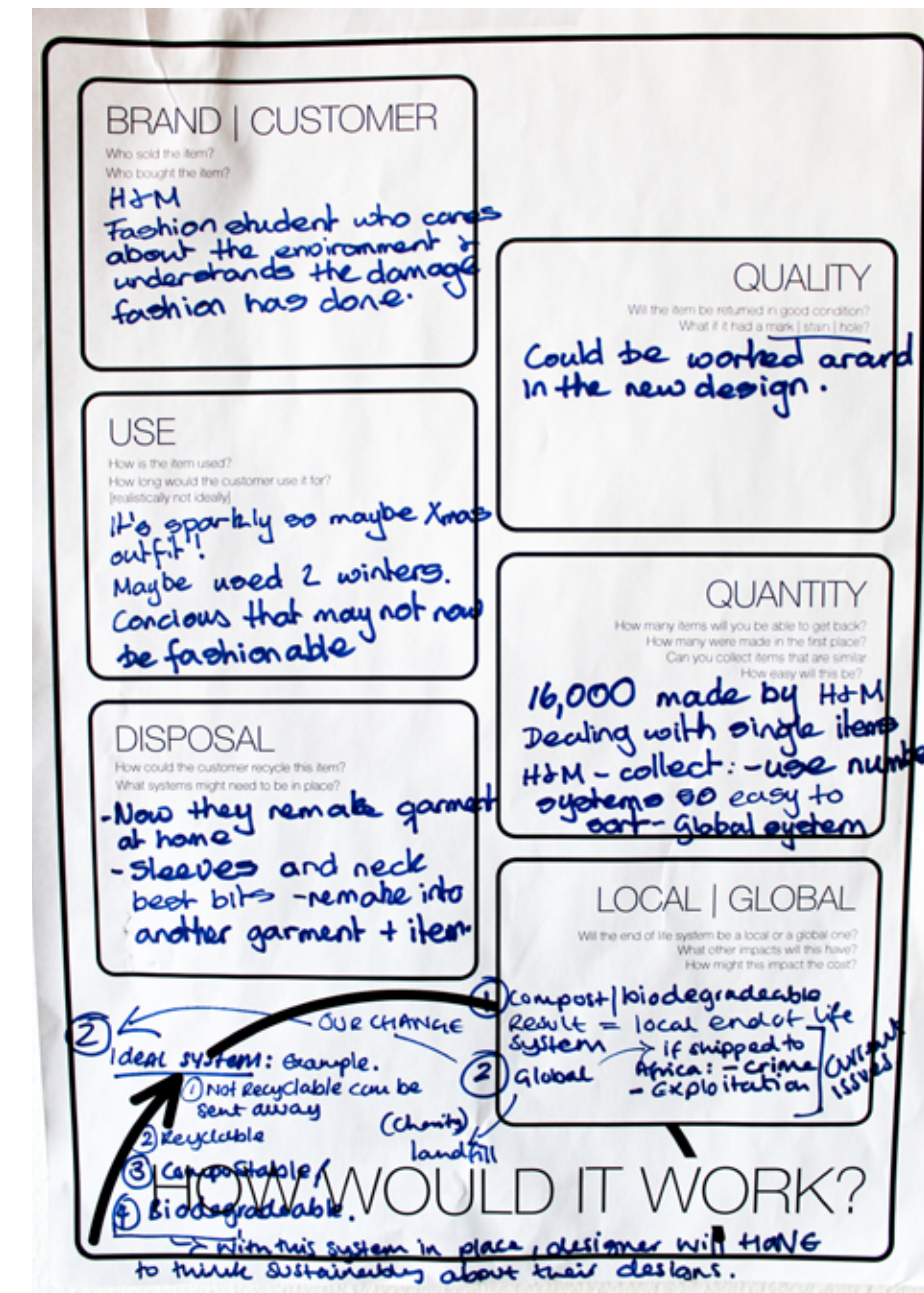 BRAND | CUSTOMER
Who sold the item?
Who bought the item?
H&M
Fashion student who cares
about the enoironment &
understands the damage
fashion has done.
QUALITY
Will the item be returned in good condition?
What if it had a mark | stain | hole?
Could be worked arard
in the new design.
USE
How is the item used?
How long would the customer use it for?
[realistically not ideally]
It's sparkly so maybe Xmas
outfit!
Maybe used 2 winters.
Concious that may not now
be fashionable
QUANTITY
How many items will you be able to get back?
How many were made in the first place?
Can you collect items that are similar
How easy will this be?
16,000 made by H&M
Dealing with single items
H&M - collect: - use numbe
systems so easy to
sort - Global system
DISPOSAL
How could the customer recycle this item?
What systems might need to be in place?
- Now they remake garment
at home
- Sleeves and neck
best bits - remake into
another garment + item.
LOCAL | GLOBAL
Will the end of life system be a local or a global one?
What other impacts will this have?
How might this impact the cost?
① Compost/biodegradeable
Result = local end of life
system
② Global → if shipped to
Africa: - Crime
- Exploitation
Current
issues
(Charity)
landfill
② OUR CHANGE
Ideal system: Example.
① Not Recyclable can be
sent away
② Recyclable
③ Compostable/
④ Biodegradeable.
→ With this system in place, designer will HAVE
to think sustainably about their designs.
HOW WOULD IT WORK?